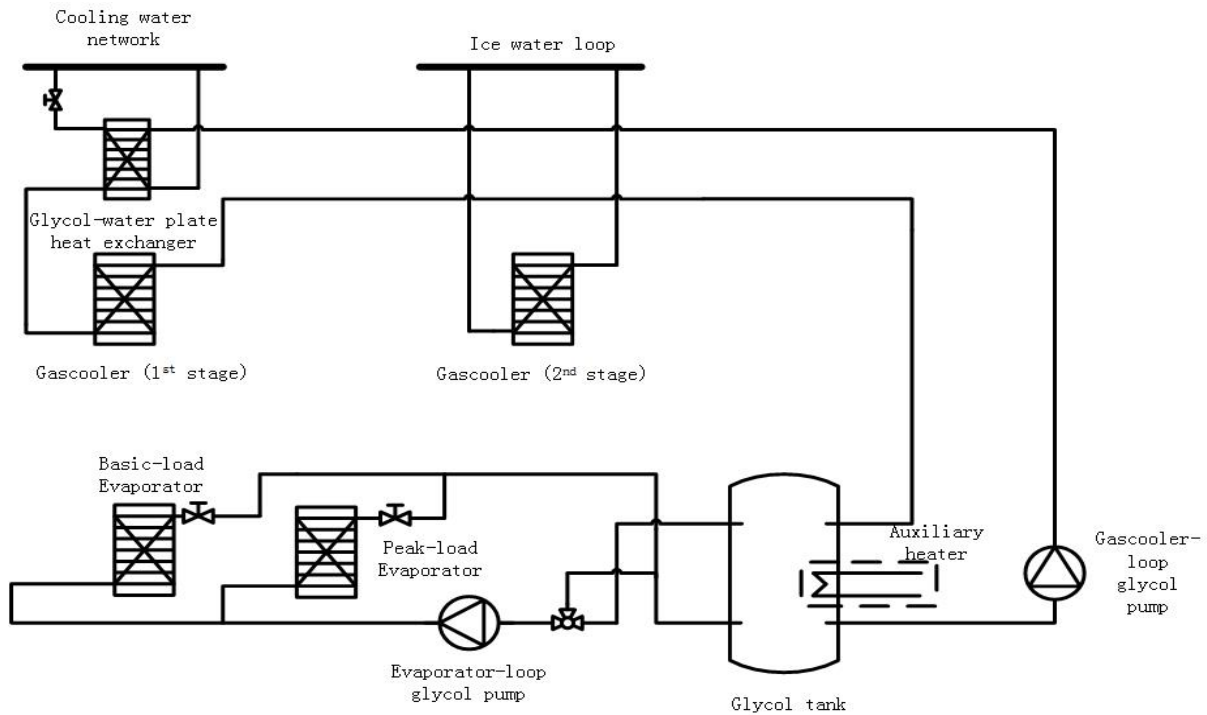 Cooling water
network
Ice water loop
Glycol-water plate
heat exchanger
Gascooler (1st stage)
Gascooler (2nd stage)
Basic-load
Evaporator
Peak-load
Evaporator
Auxiliary
heater
Gascooler-
loop
glycol
pump
Evaporator-loop
glycol pump
Glycol tank